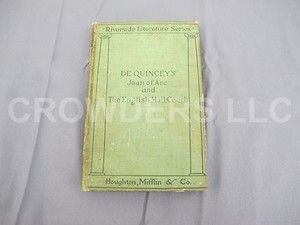 Riverside Literature Series
DE QUINCEY'S
Joan of Arc
and
The English Mail Coach
CROWDERS LLC
Houghton, Mifflin & Co.